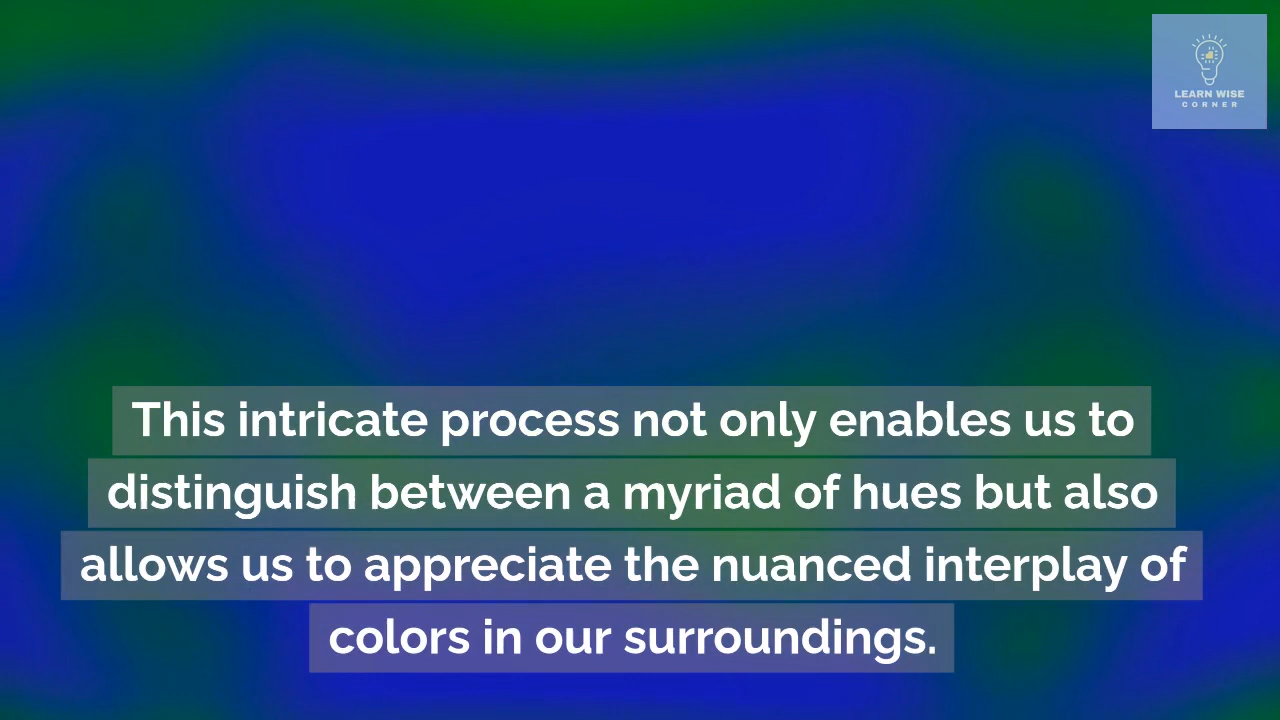 LEARN WISE
CORNER
This intricate process not only enables us to
distinguish between a myriad of hues but also
allows us to appreciate the nuanced interplay of
colors in our surroundings.